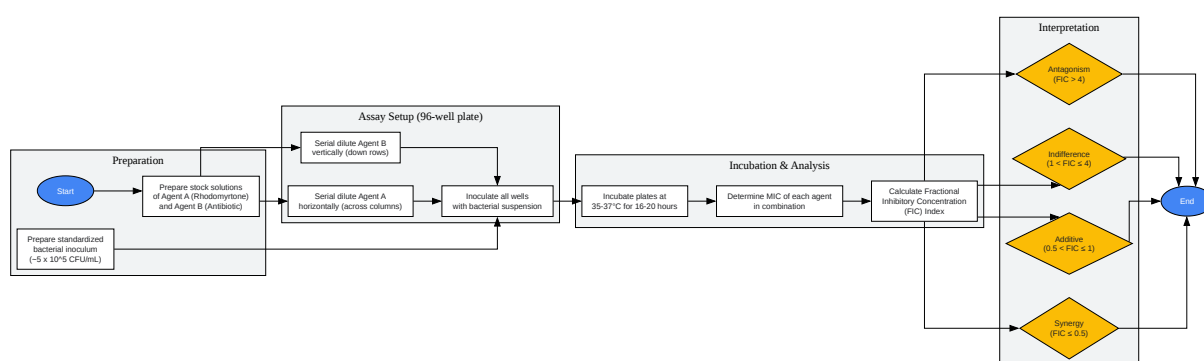 Preparation
Start
Prepare stock solutions
of Agent A (Rhodomyrtone)
and Agent B (Antibiotic)
Prepare standardized
bacterial inoculum
(~5 x 10^5 CFU/mL)
Assay Setup (96-well plate)
Serial dilute Agent B
vertically (down rows)
Serial dilute Agent A
horizontally (across columns)
Inoculate all wells
with bacterial suspension
Incubation & Analysis
Incubate plates at
35-37°C for 16-20 hours
Determine MIC of each agent
in combination
Calculate Fractional
Inhibitory Concentration
(FIC) Index
Interpretation
Antagonism
(FIC > 4)
Indifference
(1 < FIC ≤ 4)
Additive
(0.5 < FIC ≤ 1)
Synergy
(FIC ≤ 0.5)
End